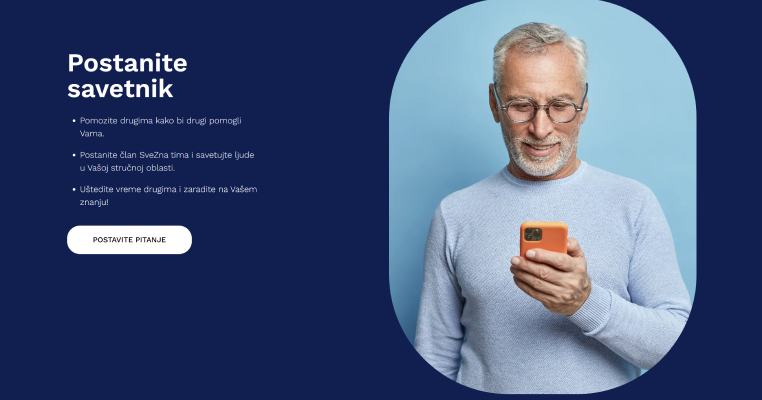 Postanite
savetnik
• Pomozite drugima kako bi drugi pomogli
Vama.
• Postanite član SveZna tima i savetujte ljude
u Vašoj stručnoj oblasti.
• Uštedite vreme drugima i zaradite na Vašem
znanju!
POSTAVITE PITANJE